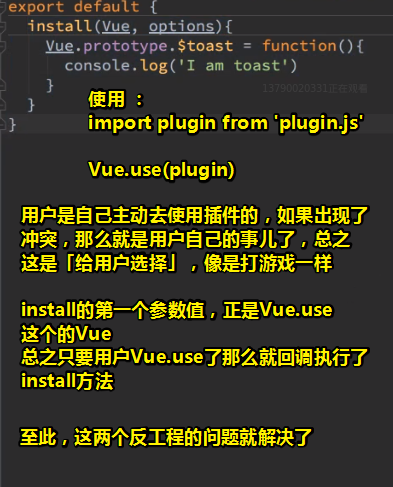 export default {
install(Vue, options){
Vue.prototype.$toast = function(){
console.log('I am toast')
}
13790020331正在观看
}
}
使用 ：
import plugin from 'plugin.js'
Vue.use(plugin)
用户是自己主动去使用插件的，如果出现了
冲突，那么就是用户自己的事儿了，总之
这是「给用户选择」，像是打游戏一样
install的第一个参数值，正是Vue.use
这个的Vue
总之只要用户Vue.use了那么就回调执行了
install方法
至此，这两个反工程的问题就解决了